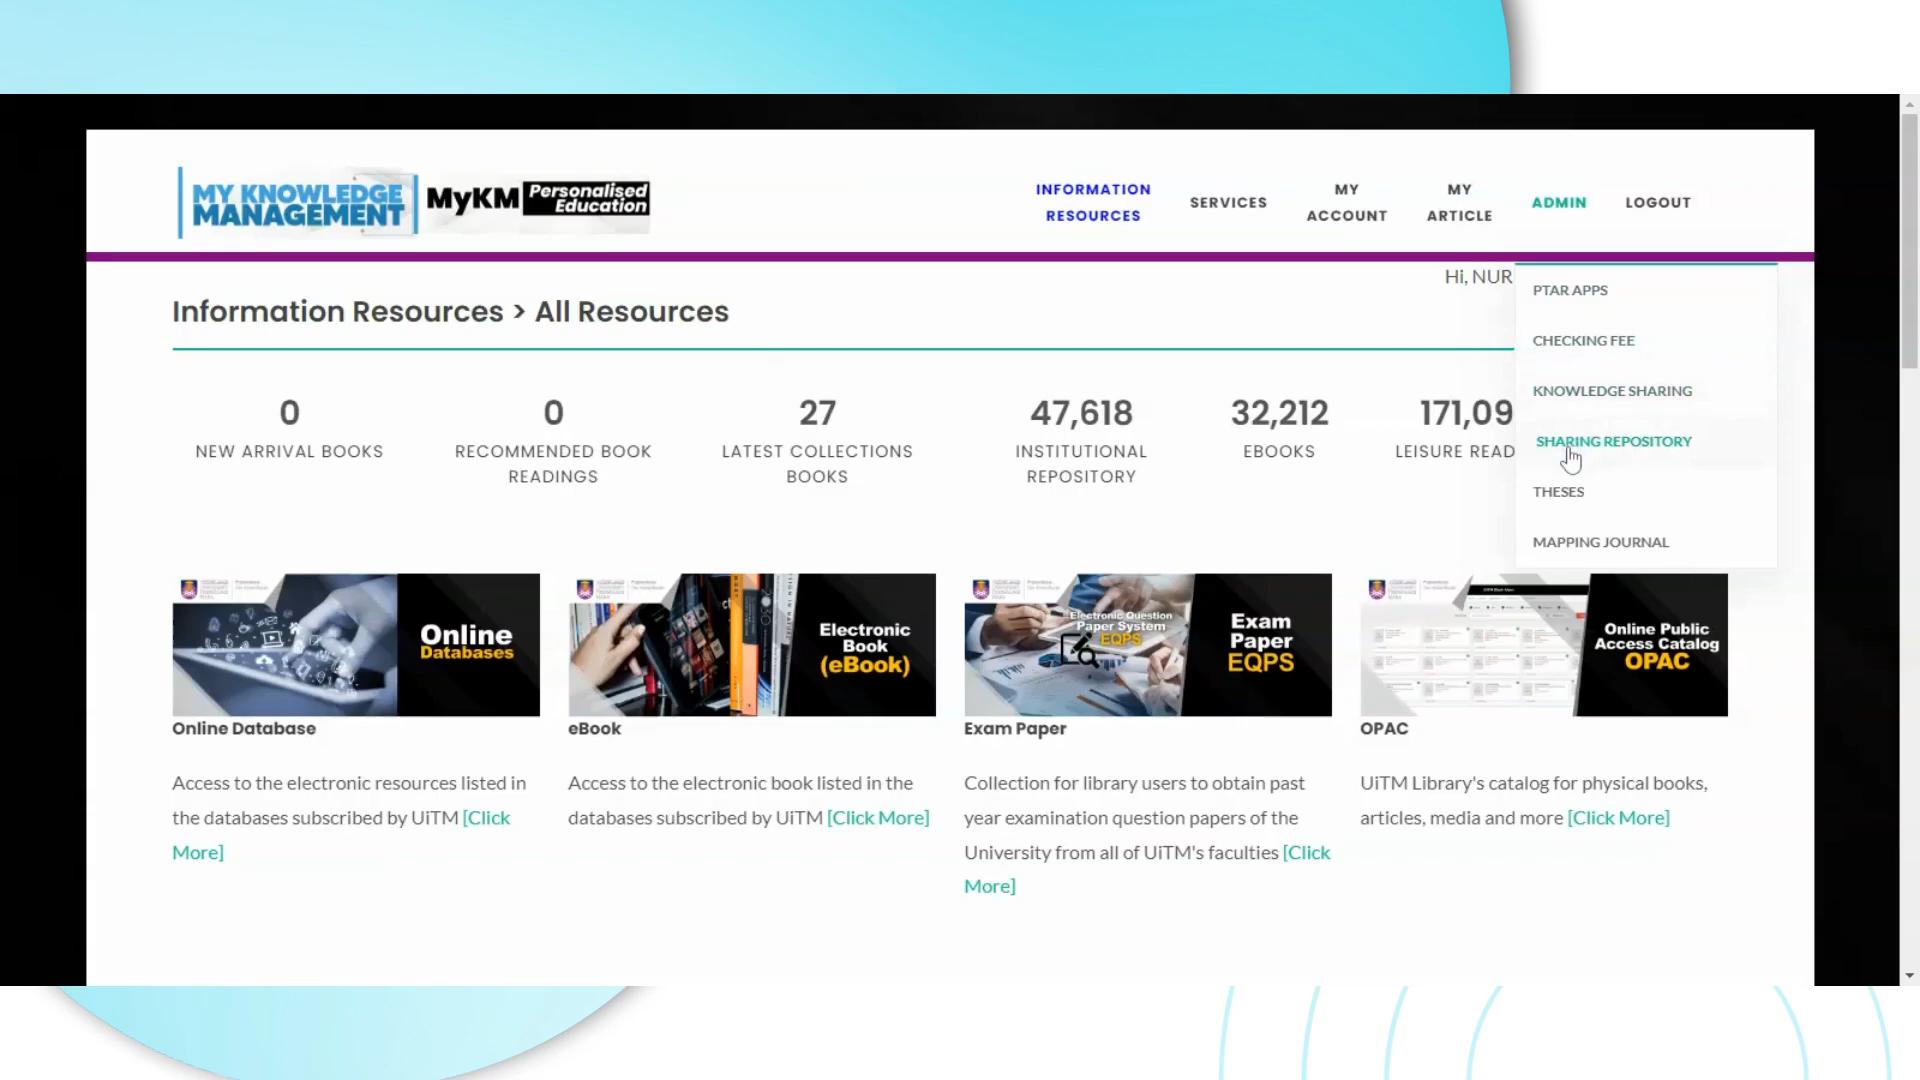 MY KNOWLEDGE
MANAGEMENT
MyKM
Personalised
Education
INFORMATION
RESOURCES
SERVICES
MY
ACCOUNT
MY
ARTICLE
ADMIN
LOGOUT
Hi, NUR
PTAR APPS
CHECKING FEE
KNOWLEDGE SHARING
SHARING REPOSITORY
THESES
MAPPING JOURNAL
Information Resources > All Resources
0
NEW ARRIVAL BOOKS
0
RECOMMENDED BOOK
READINGS
27
LATEST COLLECTIONS
BOOKS
47,618
INSTITUTIONAL
REPOSITORY
32,212
EBOOKS
171,09
LEISURE READ
Online
Databases
Electronic
Book
(eBook)
Electronic Question
Paper System
EQPS
Exam
Paper
EQPS
Online Public
Access Catalog
OPAC
Online Database
Access to the electronic resources listed in
the databases subscribed by UiTM [Click
More]
eBook
Access to the electronic book listed in the
databases subscribed by UiTM [Click More]
Exam Paper
Collection for library users to obtain past
year examination question papers of the
University from all of UiTM's faculties [Click
More]
OPAC
UiTM Library's catalog for physical books,
articles, media and more [Click More]